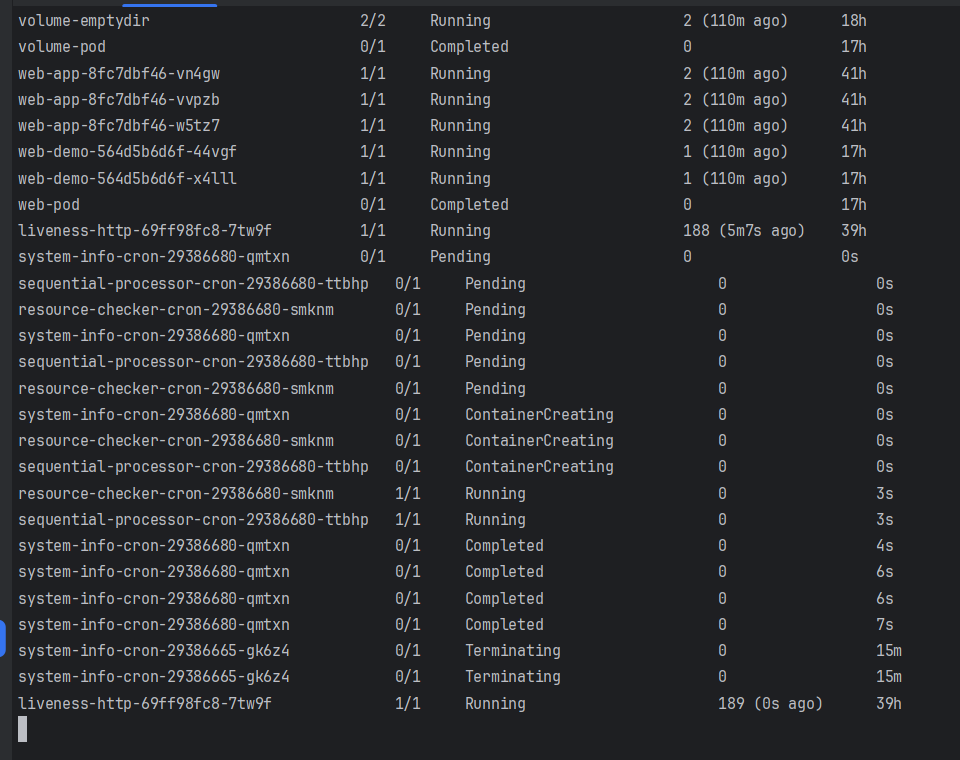 volume-emptydir 2/2 Running 2 (110m ago) 18h
volume-pod 0/1 Completed 0 17h
web-app-8fc7dbf46-vn4gw 1/1 Running 2 (110m ago) 41h
web-app-8fc7dbf46-vvpzb 1/1 Running 2 (110m ago) 41h
web-app-8fc7dbf46-w5tz7 1/1 Running 2 (110m ago) 41h
web-demo-564d5b6d6f-44vgf 1/1 Running 1 (110m ago) 17h
web-demo-564d5b6d6f-x4lll 1/1 Running 1 (110m ago) 17h
web-pod 0/1 Completed 0 17h
liveness-http-69ff98fc8-7tw9f 1/1 Running 188 (5m7s ago) 39h
system-info-cron-29386680-qmtxn 0/1 Pending 0 0s
sequential-processor-cron-29386680-ttbhp 0/1 Pending 0 0s
resource-checker-cron-29386680-smknm 0/1 Pending 0 0s
system-info-cron-29386680-qmtxn 0/1 Pending 0 0s
sequential-processor-cron-29386680-ttbhp 0/1 Pending 0 0s
resource-checker-cron-29386680-smknm 0/1 Pending 0 0s
system-info-cron-29386680-qmtxn 0/1 ContainerCreating 0 0s
resource-checker-cron-29386680-smknm 0/1 ContainerCreating 0 0s
sequential-processor-cron-29386680-ttbhp 0/1 ContainerCreating 0 0s
resource-checker-cron-29386680-smknm 1/1 Running 0 3s
sequential-processor-cron-29386680-ttbhp 1/1 Running 0 3s
system-info-cron-29386680-qmtxn 0/1 Completed 0 4s
system-info-cron-29386680-qmtxn 0/1 Completed 0 6s
system-info-cron-29386680-qmtxn 0/1 Completed 0 6s
system-info-cron-29386680-qmtxn 0/1 Completed 0 7s
system-info-cron-29386665-gk6z4 0/1 Terminating 0 15m
system-info-cron-29386665-gk6z4 0/1 Terminating 0 15m
liveness-http-69ff98fc8-7tw9f 1/1 Running 189 (0s ago) 39h